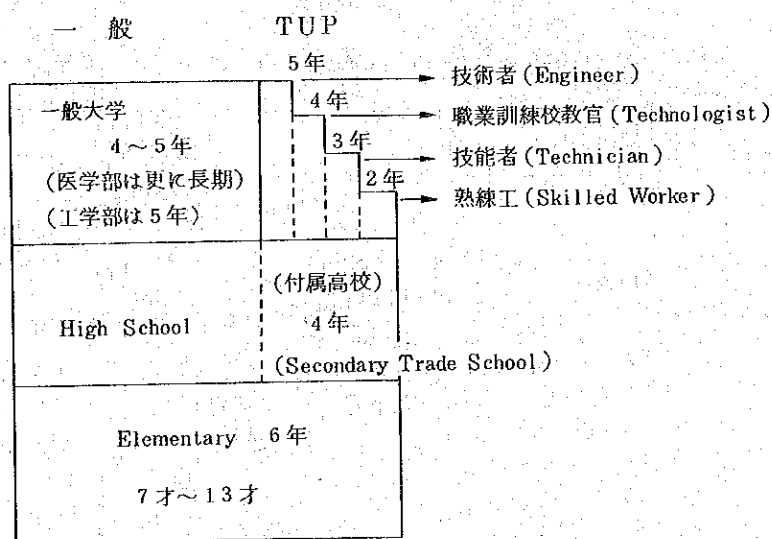 一般 TUP
5年 技術者(Engineer)
一般大学 4年 職業訓練校教官(Technologist)
4~5年 3年 技能者(Technician)
(医学部は更に長期) 2年
(工学部は5年) 熟練工(Skilled Worker)
(付属高校)
High School 4年
(Secondary Trade School)
Elementary 6年
7才~13才